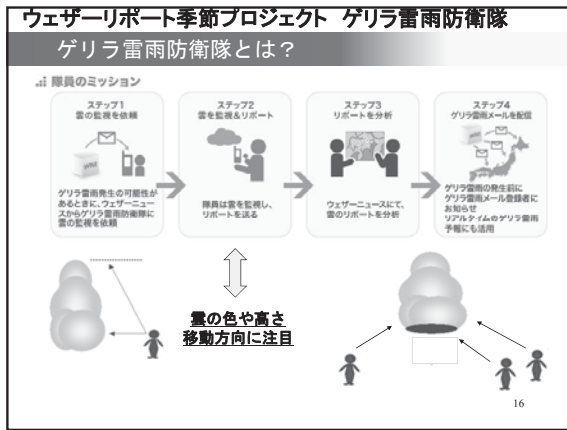 ウェザーリポート季節プロジェクト ゲリラ雷雨防衛隊
ゲリラ雷雨防衛隊とは？
隊員のミッション
ステップ1
雲の監視を依頼
ゲリラ雷雨発生の可能性が
あるときに、ウェザーニュー
スからゲリラ雷雨防衛隊に
雲の監視を依頼
ステップ2
雲を監視&リポート
隊員は雲を監視し、
リポートを送る
ステップ3
リポートを分析
ウェザーニュースにて、
雲のリポートを分析
ステップ4
ゲリラ雷雨メールを配信
ゲリラ雷雨の発生前に
ゲリラ雷雨メール登録者に
お知らせ
リアルタイムのゲリラ雷雨
予報にも活用
雲の色や高さ
移動方向に注目
16